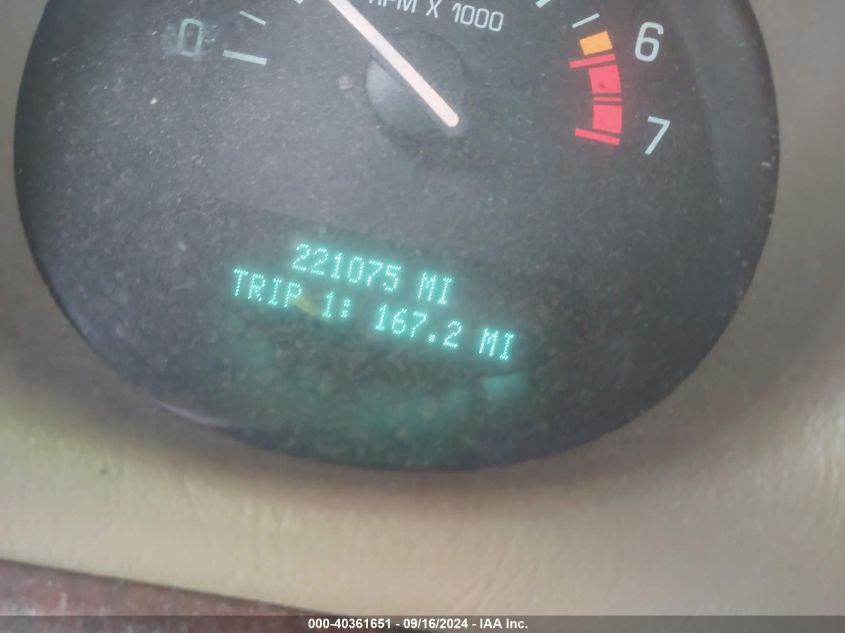 RPM X 1000
0
6
7
221075 MI
TRIP 1: 167.2 MI
000-40361651 - 09/16/2024 - IAA Inc.